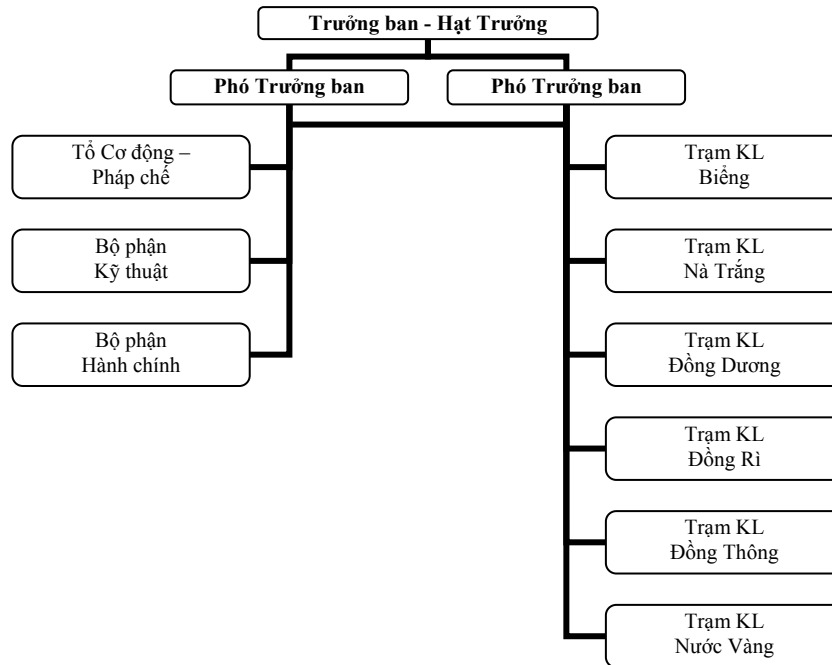 Trưởng ban - Hạt Trưởng
Phó Trưởng ban
Phó Trưởng ban
Tổ Cơ động –
Pháp chế
Bộ phận
Kỹ thuật
Bộ phận
Hành chính
Trạm KL
Biểng
Trạm KL
Nà Trắng
Trạm KL
Đồng Dương
Trạm KL
Đồng Rì
Trạm KL
Đồng Thông
Trạm KL
Nước Vàng